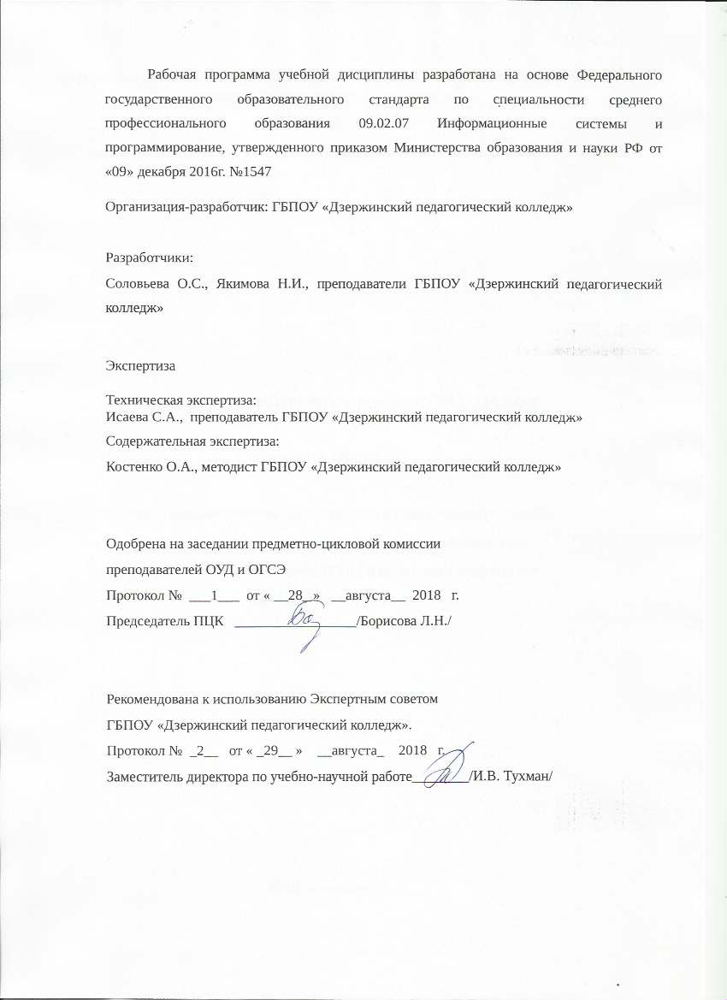 Рабочая программа учебной дисциплины разработана на основе Федерального
государственного образовательного стандарта по специальности среднего
профессионального образования 09.02.07 Информационные системы и
программирование, утвержденного приказом Министерства образования и науки РФ от
«09» декабря 2016г. №1547
Организация-разработчик: ГБПОУ «Дзержинский педагогический колледж»
Разработчики:
Соловьева О.С., Якимова Н.И., преподаватели ГБПОУ «Дзержинский педагогический
колледж»
Экспертиза
Техническая экспертиза:
Исаева С.А., преподаватель ГБПОУ «Дзержинский педагогический колледж»
Содержательная экспертиза:
Костенко О.А., методист ГБПОУ «Дзержинский педагогический колледж»
Одобрена на заседании предметно-цикловой комиссии
преподавателей ОУД и ОГСЭ
Протокол № ___1___ от « __28_ » __августа__ 2018 г.
Председатель ПЦК _________________/Борисова Л.Н./
Рекомендована к использованию Экспертным советом
ГБПОУ «Дзержинский педагогический колледж».
Протокол № _2__ от « _29__ » __августа_ 2018 г.
Заместитель директора по учебно-научной работе________/И.В. Тухман/